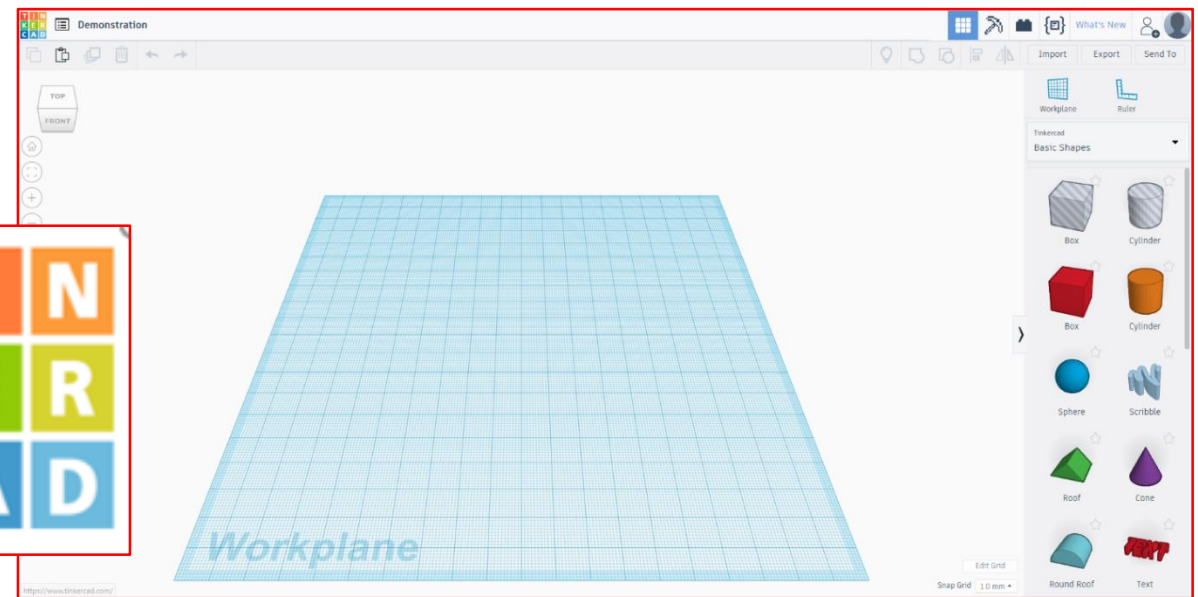 TIN
KER
CAD
Demonstration
What's New
Import Export Send To
TOP
FRONT
Workplane Ruler
Tinkercad
Basic Shapes
Box Cylinder
Box Cylinder
Sphere Scribble
Roof Cone
Round Roof Text
TEXT
N
R
A D
Workplane
Edit Grid
Snap Grid 1.0 mm
https://www.tinkercad.com/